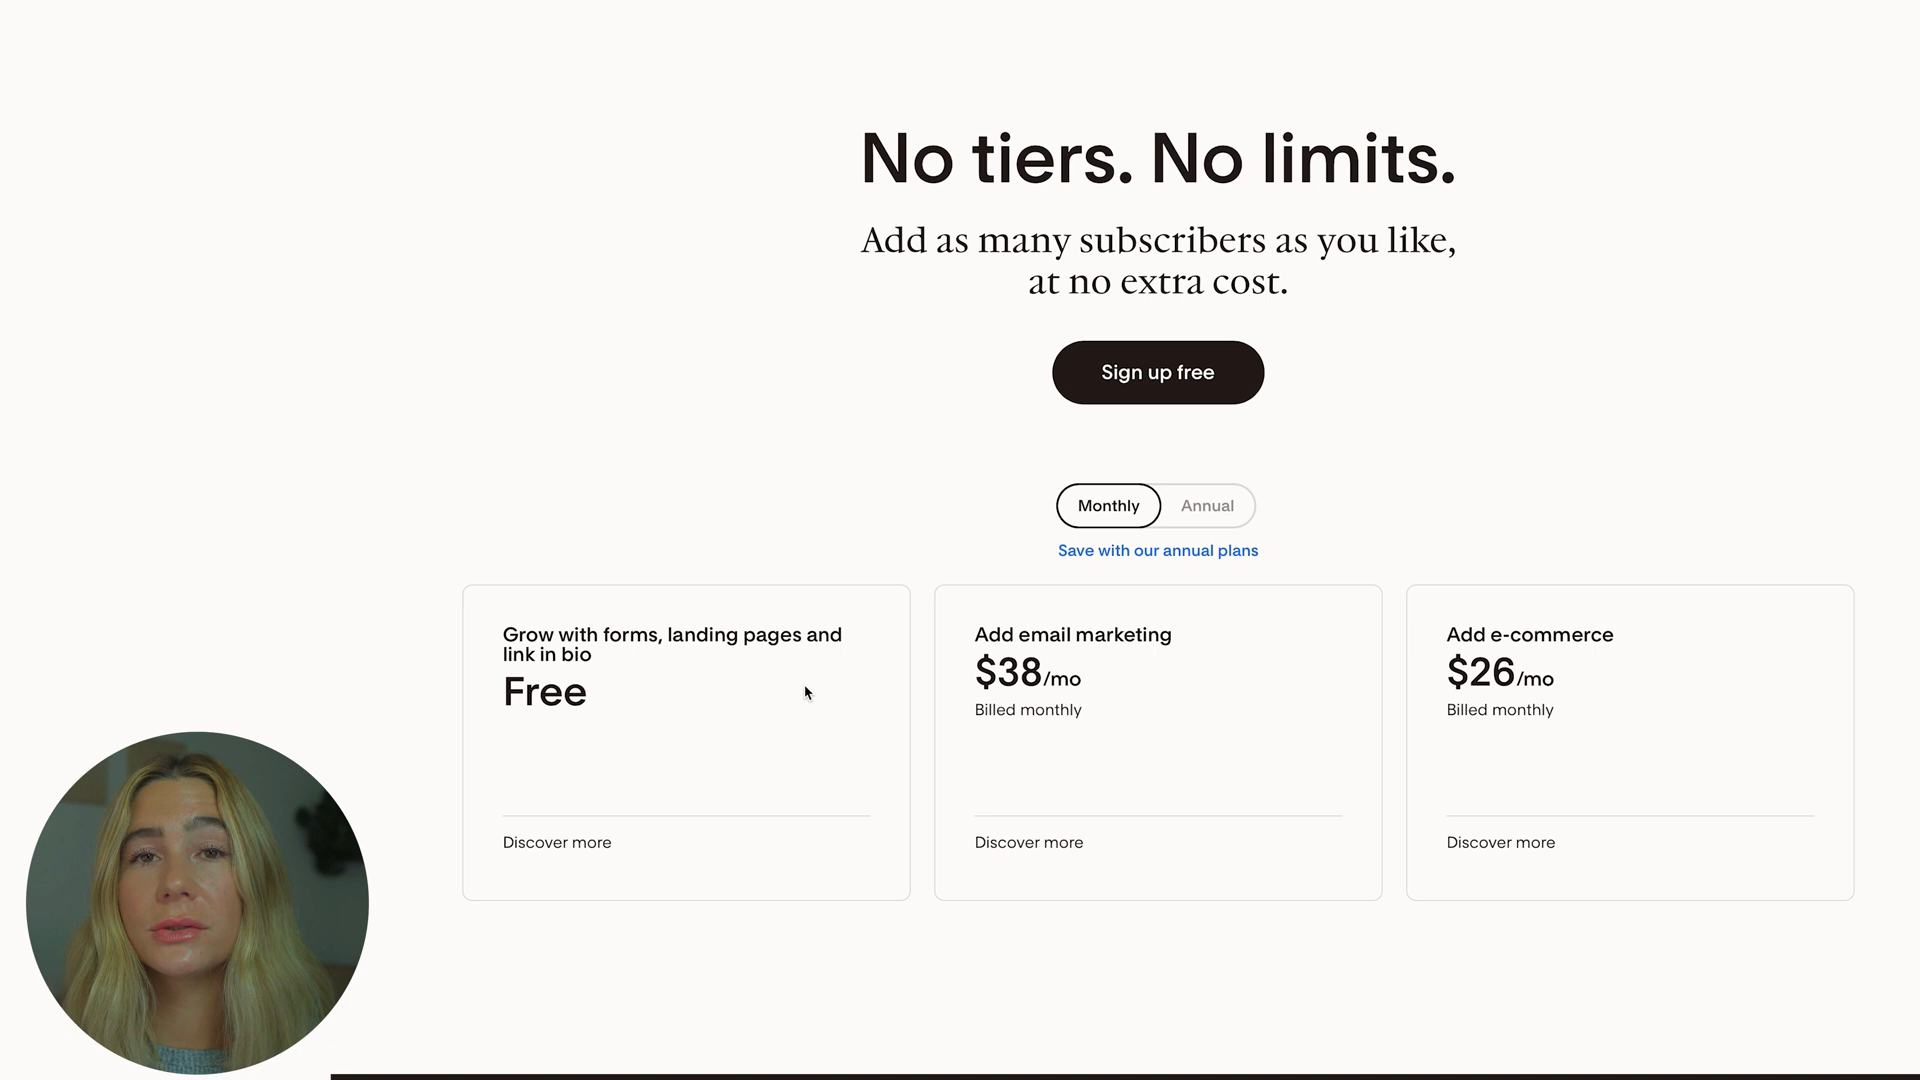 No tiers. No limits.
Add as many subscribers as you like,
at no extra cost.
Sign up free
Monthly
Annual
Save with our annual plans
Grow with forms, landing pages and
link in bio
Free
Discover more
Add email marketing
$38/mo
Billed monthly
Discover more
Add e-commerce
$26/mo
Billed monthly
Discover more